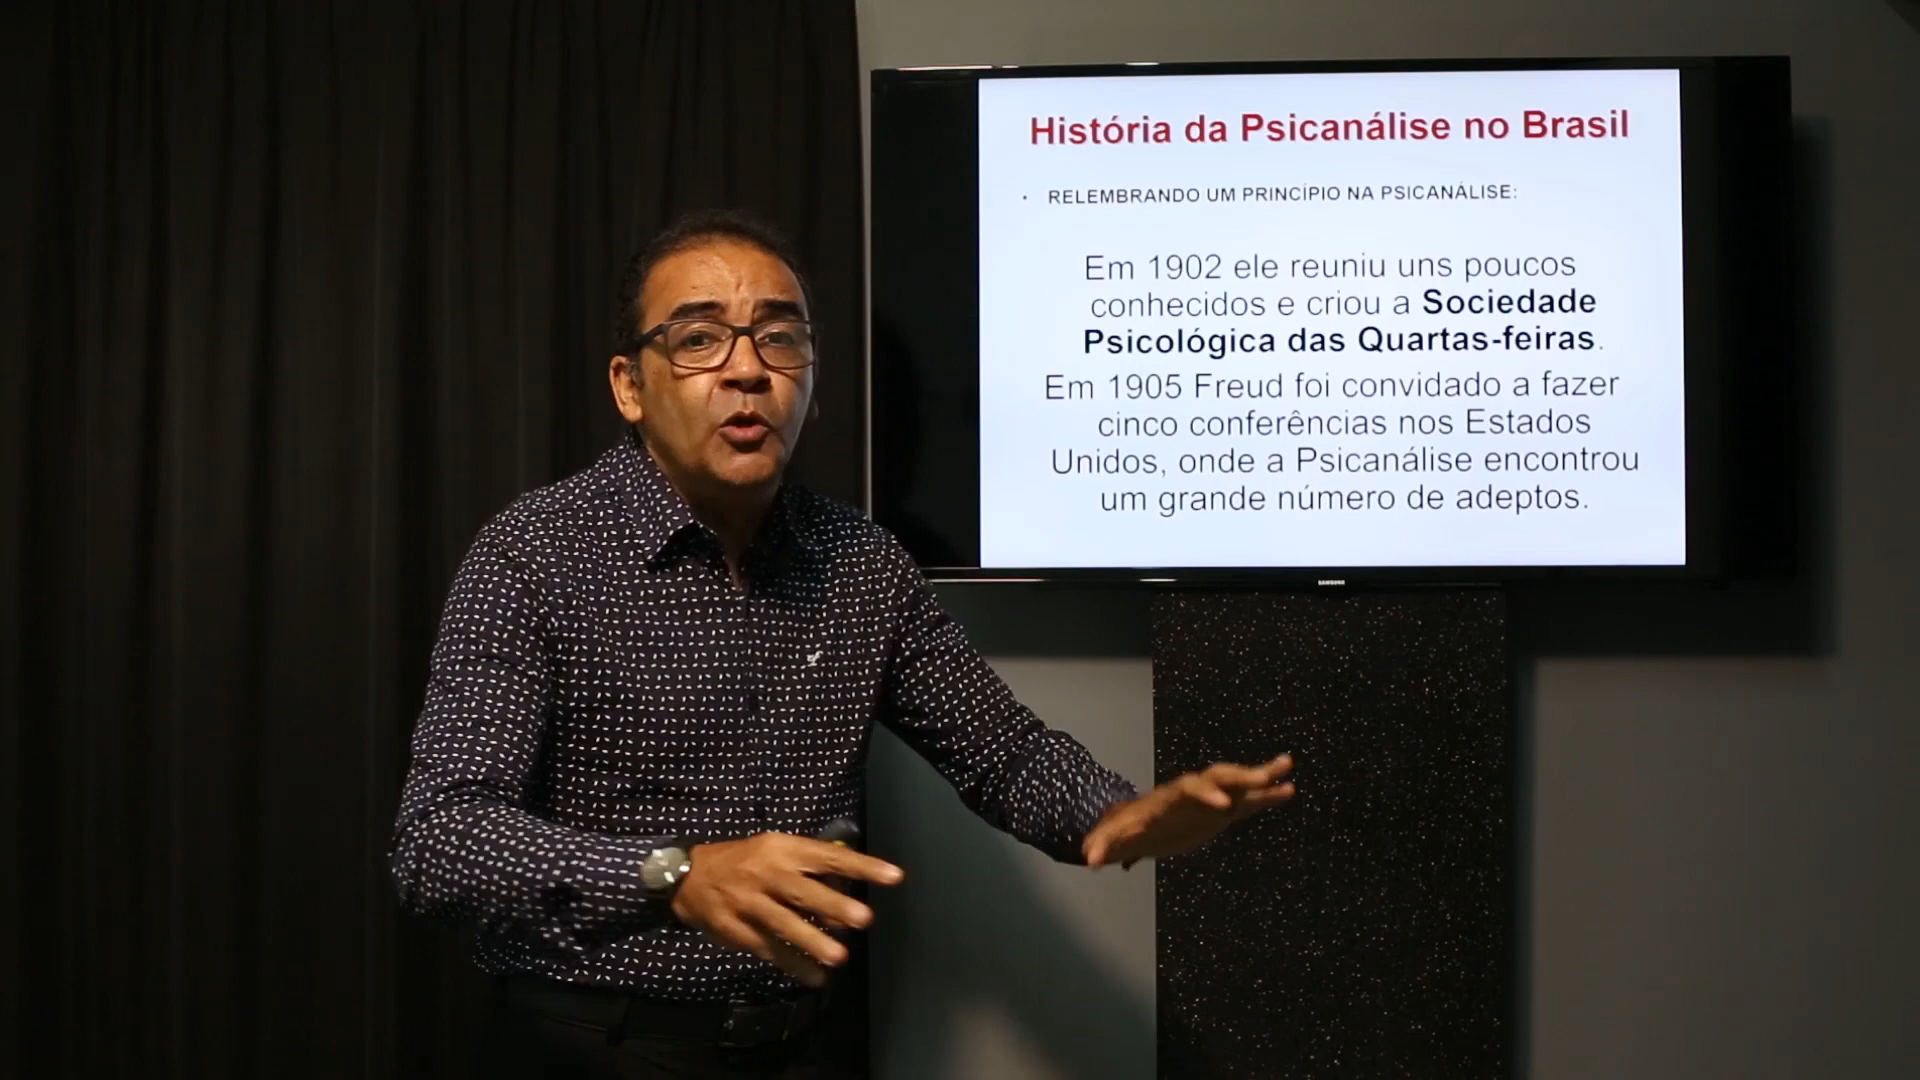 História da Psicanálise no Brasil
• RELEMBRANDO UM PRINCÍPIO NA PSICANÁLISE:
Em 1902 ele reuniu uns poucos
conhecidos e criou a Sociedade
Psicológica das Quartas-feiras.
Em 1905 Freud foi convidado a fazer
cinco conferências nos Estados
Unidos, onde a Psicanálise encontrou
um grande número de adeptos.
SAMSUNG